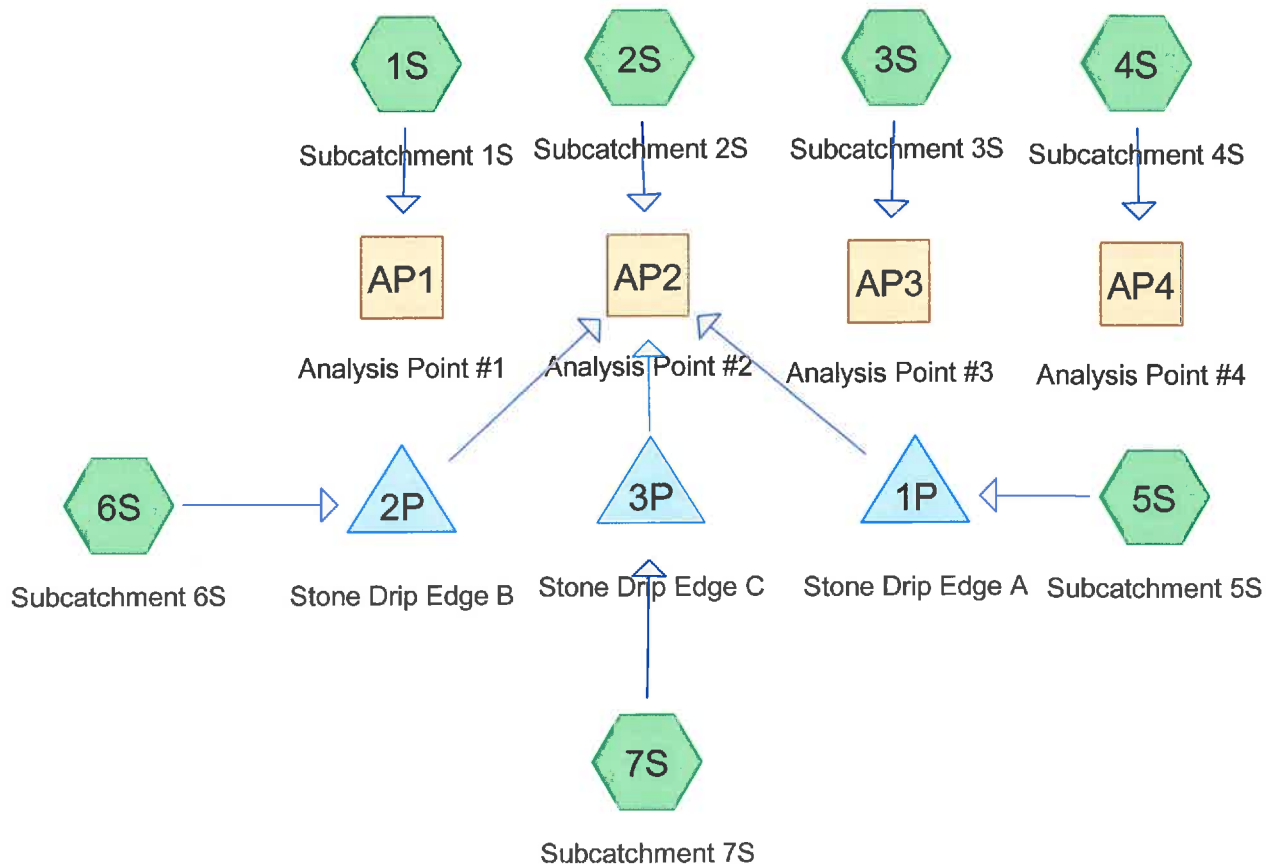 1S
2S
3S
4S
Subcatchment 1S
Subcatchment 2S
Subcatchment 3S
Subcatchment 4S
AP1
AP2
AP3
AP4
Analysis Point #1
Analysis Point #2
Analysis Point #3
Analysis Point #4
6S
2P
3P
1P
5S
Subcatchment 6S
Stone Drip Edge B
Stone Drip Edge C
Stone Drip Edge A
Subcatchment 5S
7S
Subcatchment 7S